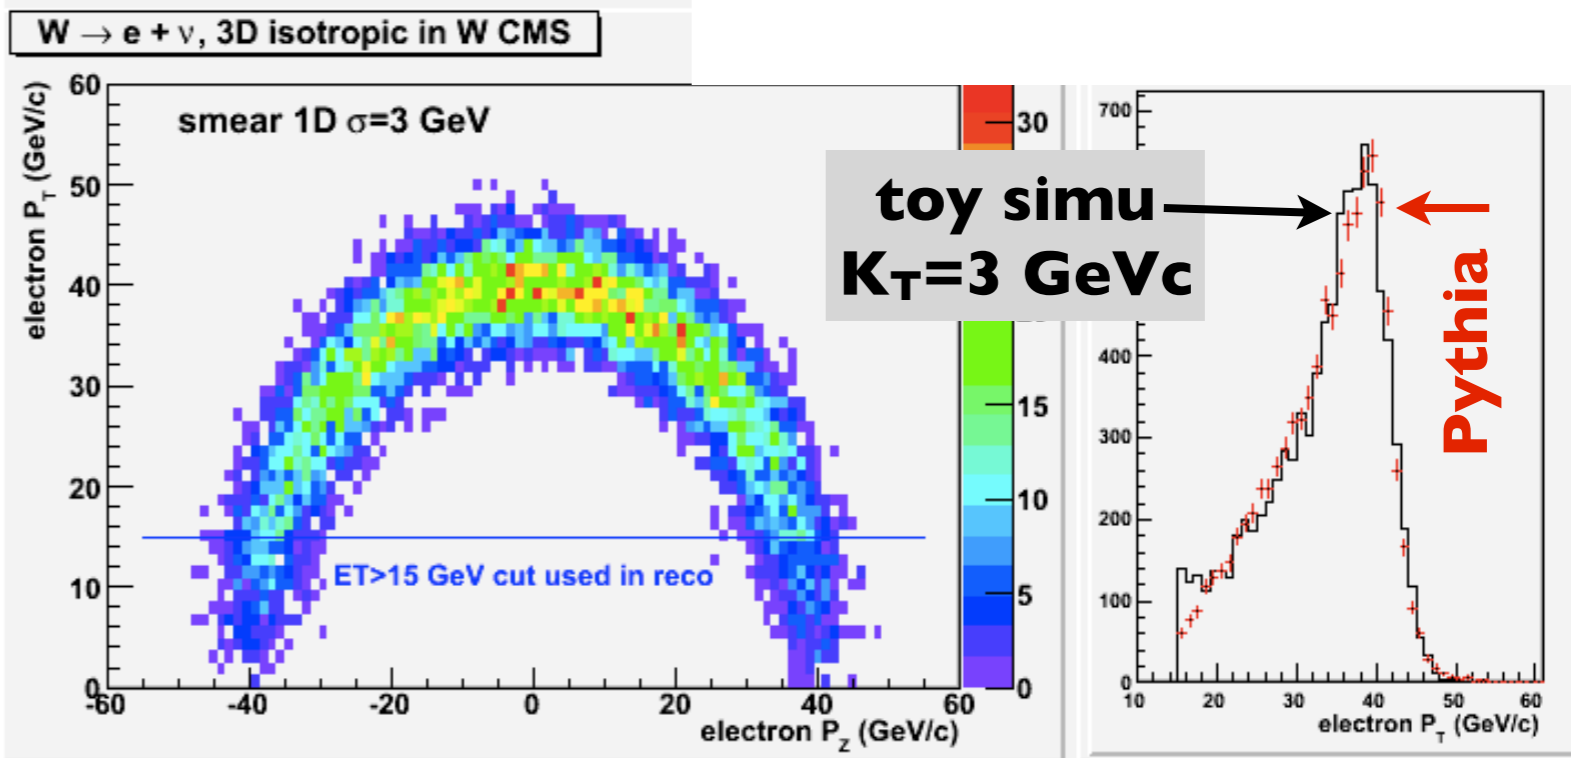 W → e + ν, 3D isotropic in W CMS
smear 1D σ=3 GeV
electron P_T (GeV/c)
60
50
40
30
20
10
0
ET>15 GeV cut used in reco
-60 -40 -20 0 20 40 60
electron P_Z (GeV/c)
30
15
10
5
0
toy simu
K_T=3 GeVc
Pythia
700
400
300
200
100
0
10 20 30 40 50 60
electron P_T (GeV/c)